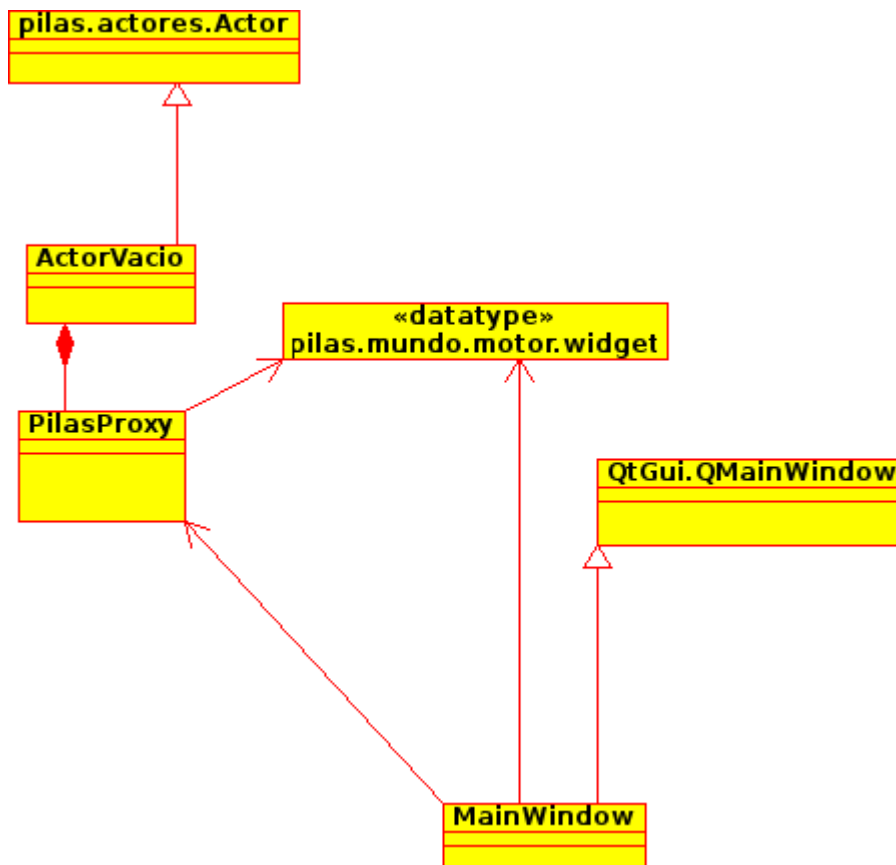 pilas.actores.Actor
ActorVacio
«datatype»
pilas.mundo.motor.widget
PilasProxy
QtGui.QMainWindow
MainWindow